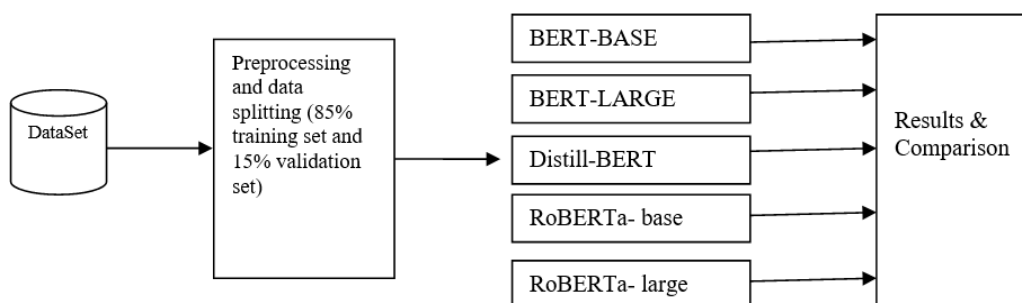 DataSet
Preprocessing
and data
splitting (85%
training set and
15% validation
set)
BERT-BASE
BERT-LARGE
Distill-BERT
RoBERTa- base
RoBERTa- large
Results &
Comparison